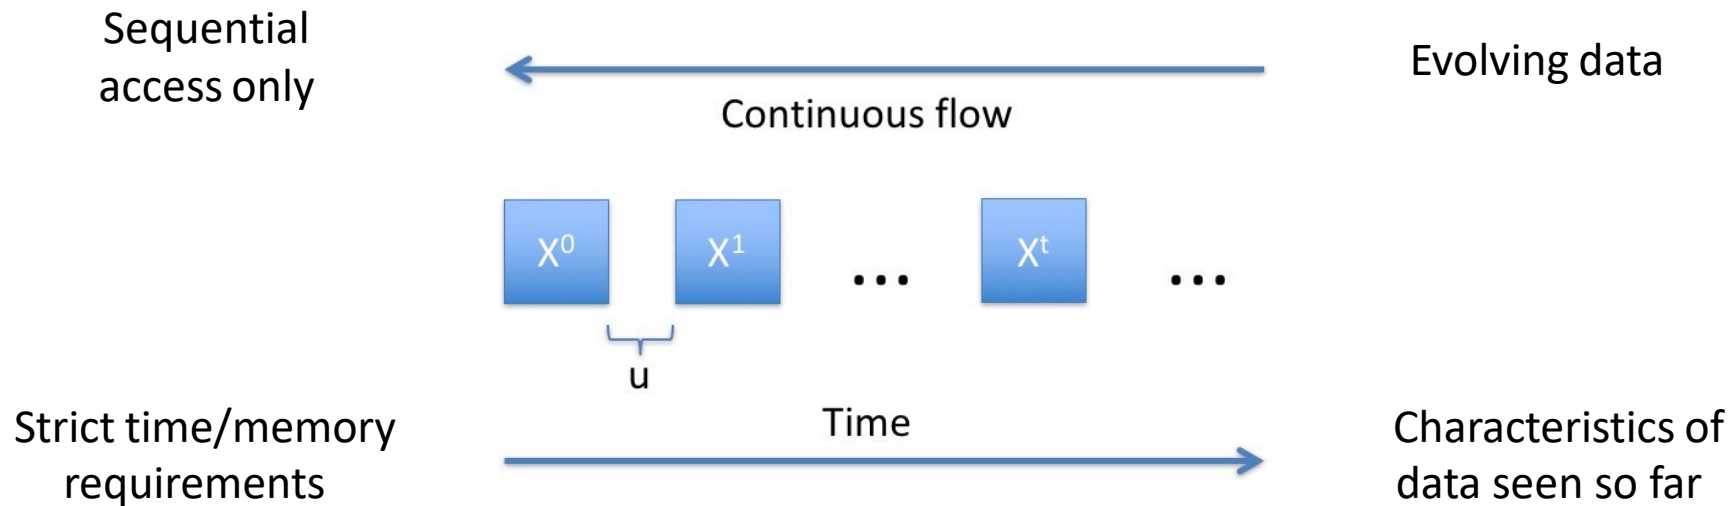 Sequential
access only
Evolving data
Continuous flow
X⁰ X¹ ... Xᵗ ...
u
Strict time/memory
requirements
Time
Characteristics of
data seen so far